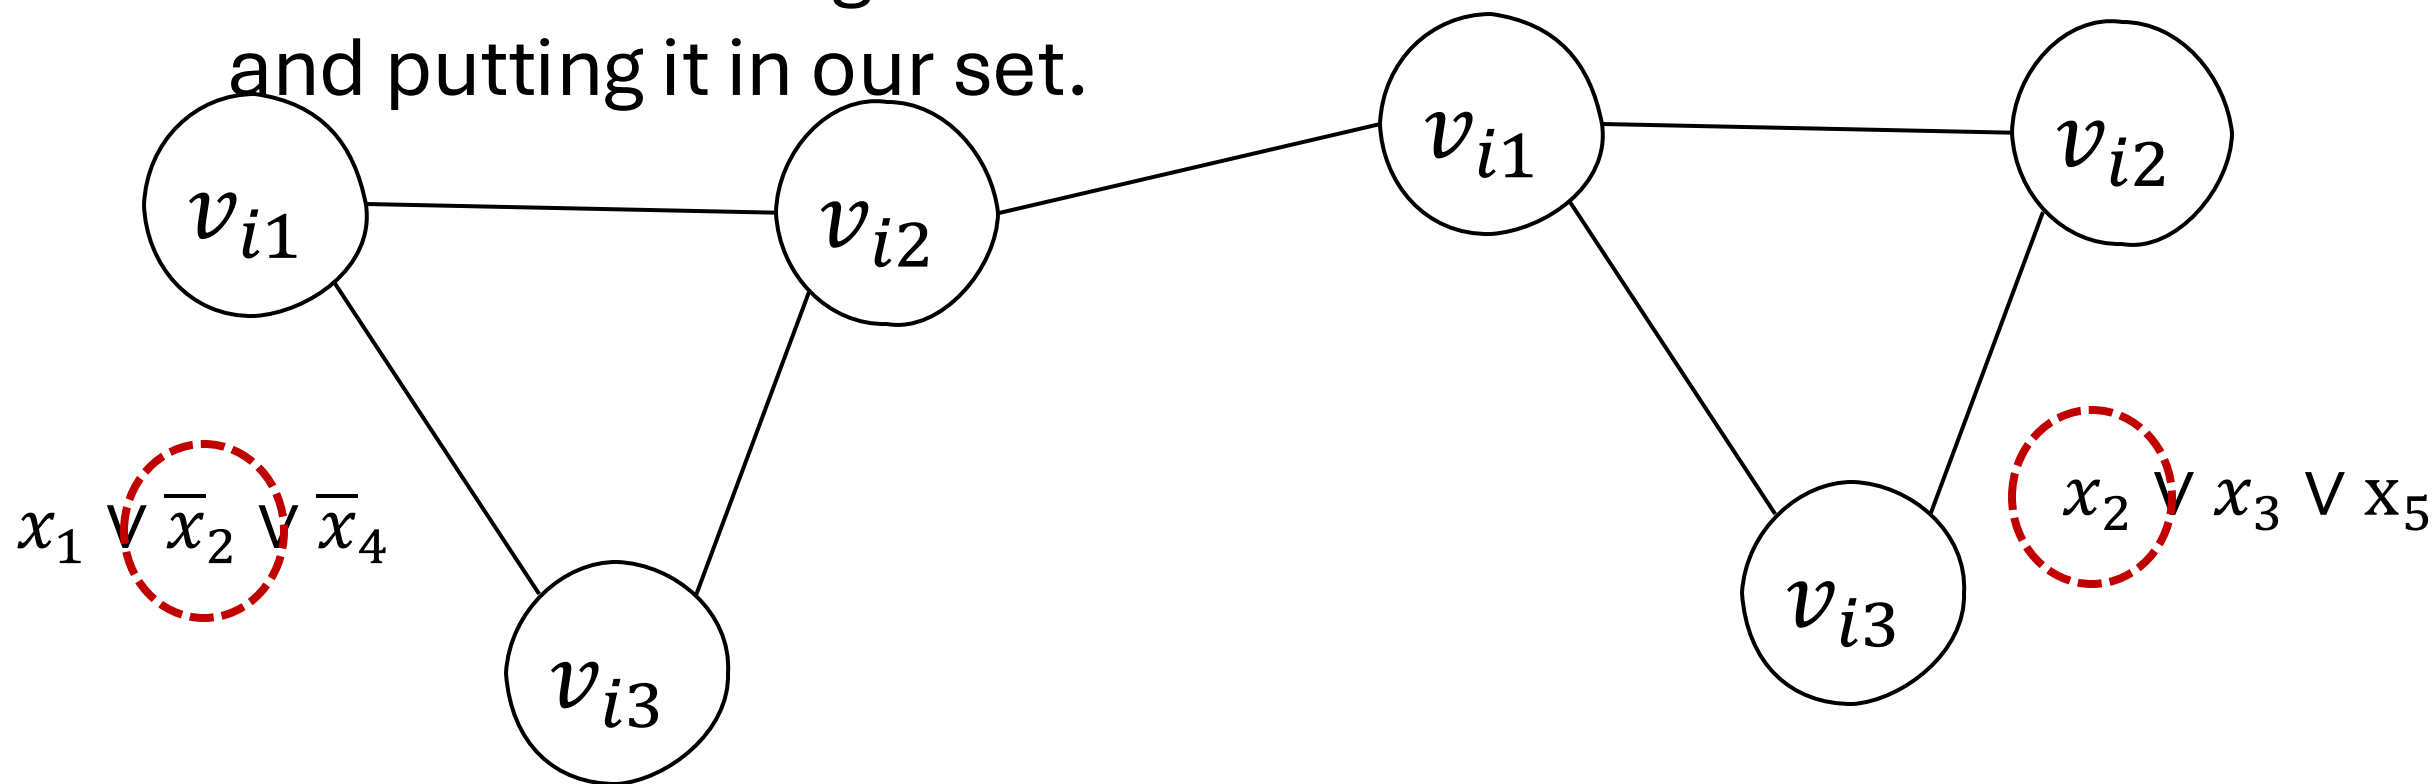 and putting it in our set.
v_{i1}
v_{i2}
v_{i1}
v_{i2}
x_1 ∨ x̅_2 ∨ x̅_4
x_2 ∨ x_3 ∨ x_5
v_{i3}
v_{i3}